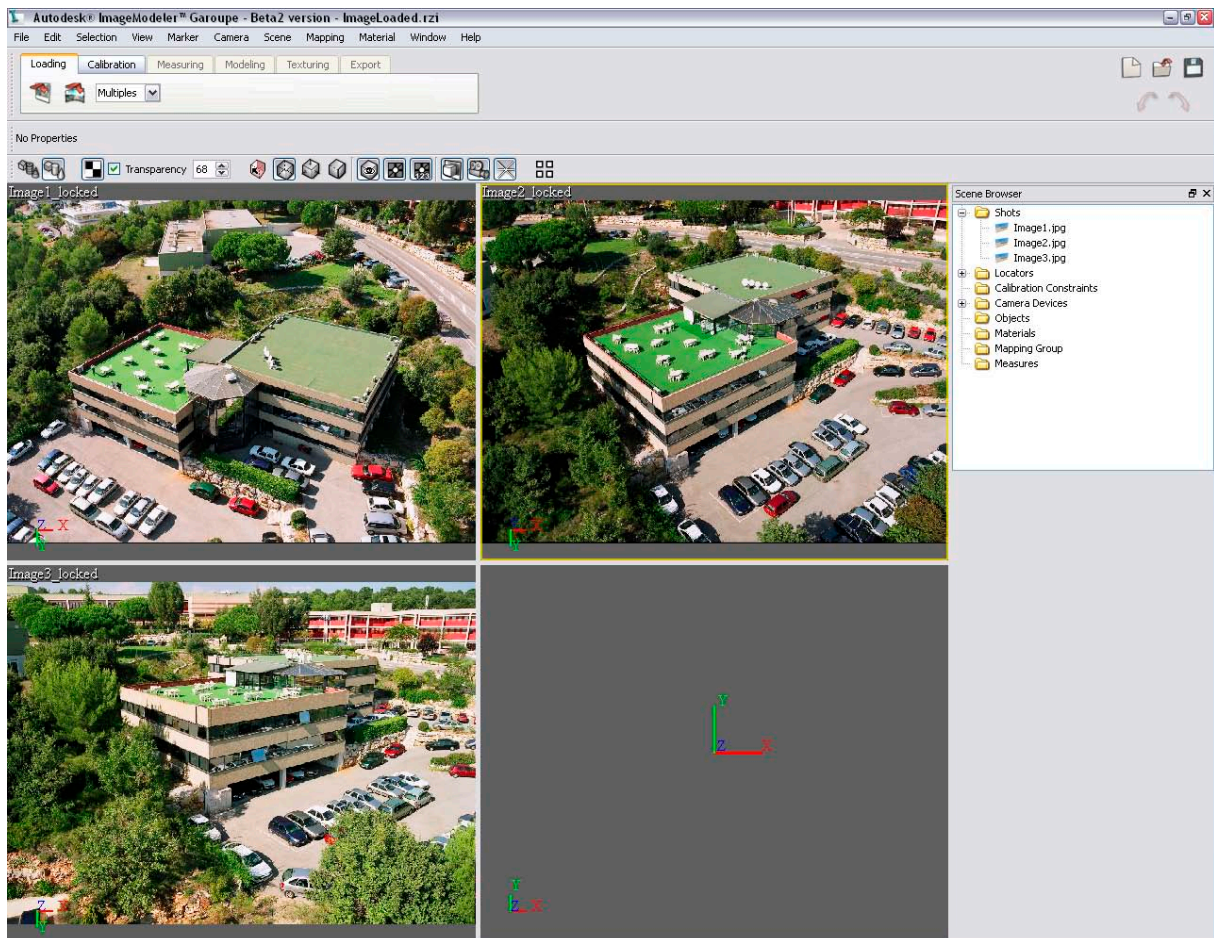 Autodesk® ImageModeler™ Garoupe - Beta2 version - ImageLoaded.rzi
File Edit Selection View Marker Camera Scene Mapping Material Window Help
Loading Calibration Measuring Modeling Texturing Export
Multiples
No Properties
Transparency 68
Image1_locked
Image2_locked
Scene Browser
Shots
Image1.jpg
Image2.jpg
Image3.jpg
Locators
Calibration Constraints
Camera Devices
Objects
Materials
Mapping Group
Measures
Z X
Y
Z X
Y
Image3_locked
Y
Z X
Z X
Y
Y
Z X